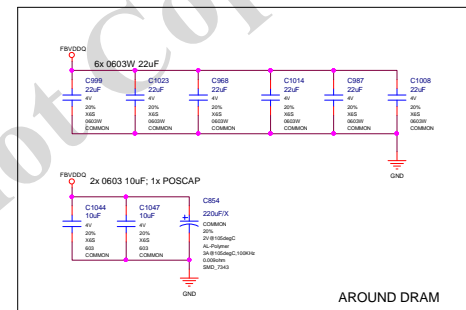 FBVDDQ
6x 0603W 22uF
C999 C1023 C968 C1014 C987 C1008
22uF 22uF 22uF 22uF 22uF 22uF
4V 4V 4V 4V 4V 4V
20% 20% 20% 20% 20% 20%
X6S X6S X6S X6S X6S X6S
0603W 0603W 0603W 0603W 0603W 0603W
COMMON COMMON COMMON COMMON COMMON COMMON
GND
FBVDDQ
2x 0603 10uF; 1x POSCAP
C1044 C1047 C854
10uF 10uF 220uF/X
4V 4V COMMON
20% 20% 20%
X6S X6S 2V@105degC
603 603 AL-Polymer
COMMON COMMON 3A@105degC,100KHz
0.009ohm
SMD_7343
GND
AROUND DRAM